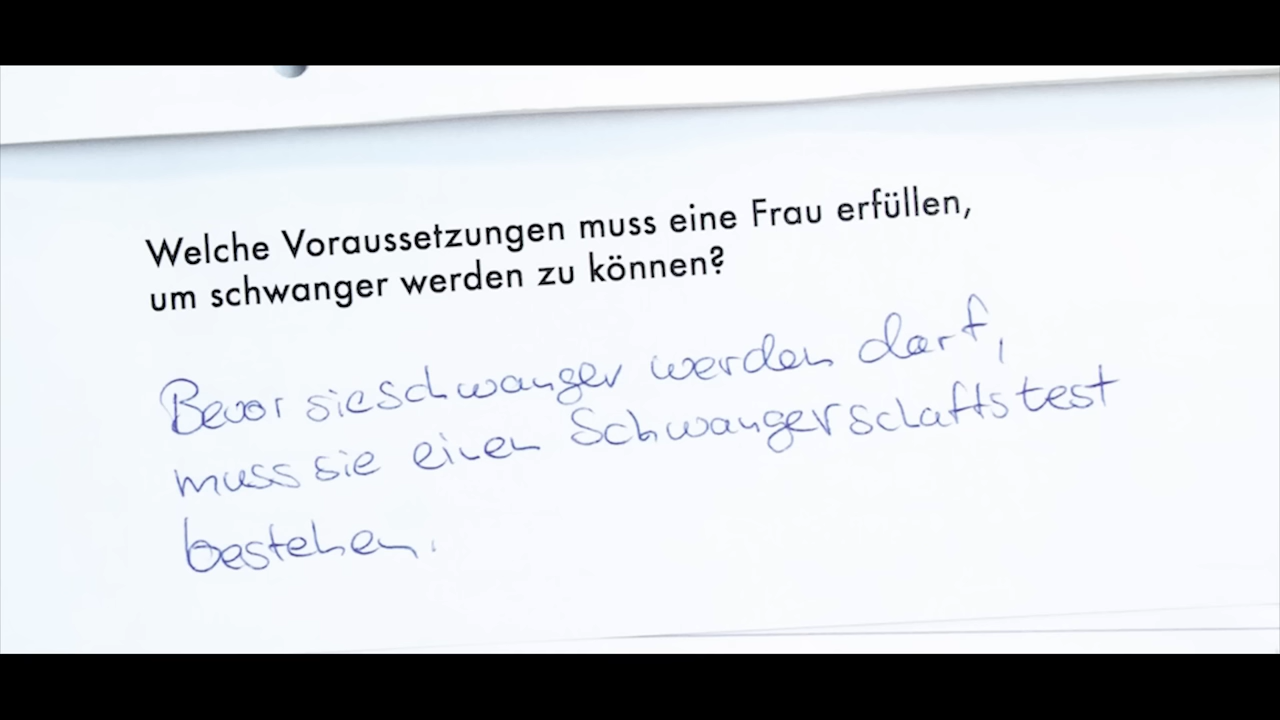 Welche Voraussetzungen muss eine Frau erfüllen,
um schwanger werden zu können?
Bevor sie schwanger werden darf,
muss sie einen Schwangerschaftstest
bestehen.